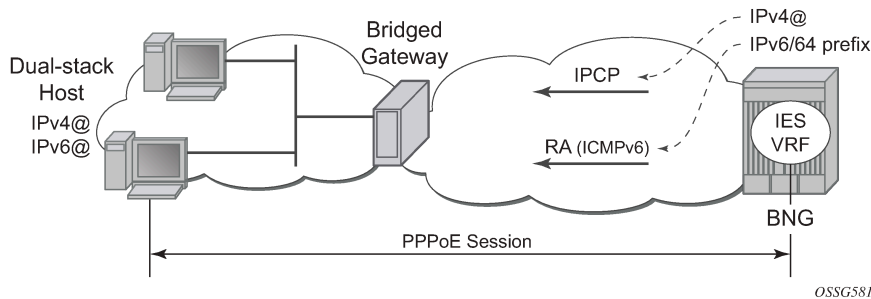 IPv4@
IPv6/64 prefix
Bridged
Gateway
Dual-stack
Host
IPv4@
IPv6@
IPCP
RA (ICMPv6)
IES
VRF
BNG
PPPoE Session
OSSG581